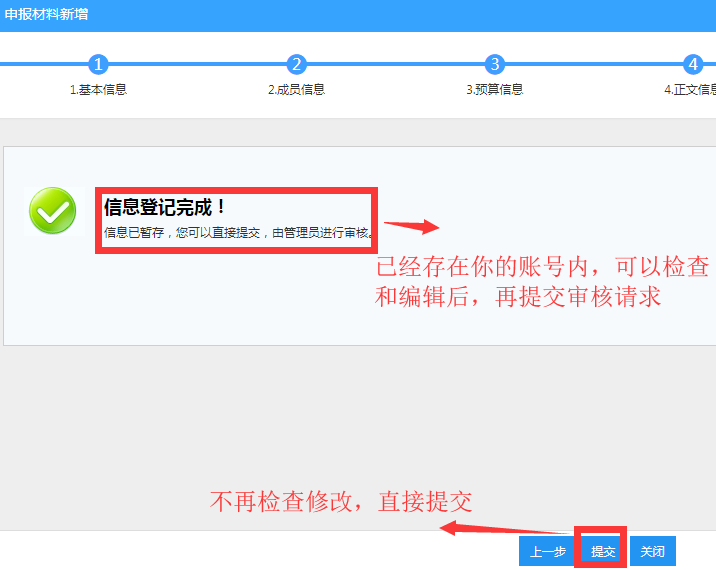 申报材料新增
1 2 3 4
1.基本信息 2.成员信息 3.预算信息 4.正文信
信息登记完成！
信息已暂存，您可以直接提交，由管理员进行审核。
已经存在你的账号内，可以检查
和编辑后，再提交审核请求
不再检查修改，直接提交
上一步 提交 关闭